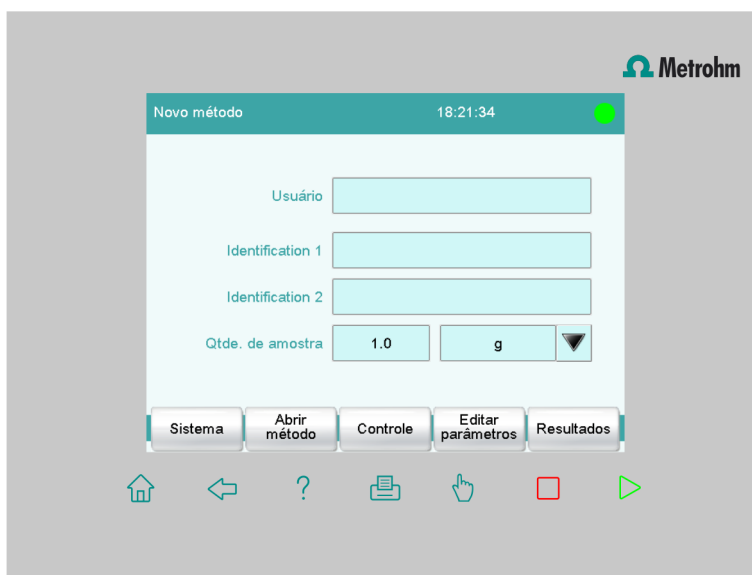 Metrohm
Novo método 18:21:34
Usuário
Identification 1
Identification 2
Qtde. de amostra 1.0 g
Sistema Abrir método Controle Editar parâmetros Resultados
?